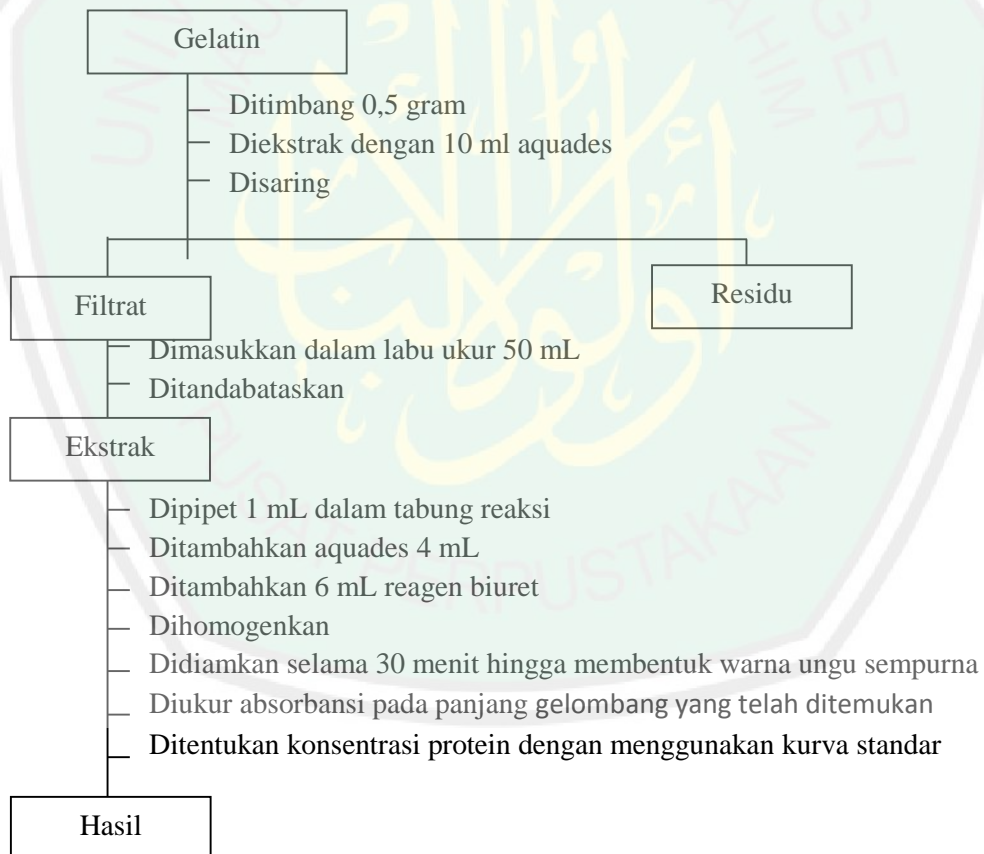 Gelatin
Ditimbang 0,5 gram
Diekstrak dengan 10 ml aquades
Disaring
Filtrat
Residu
Dimasukkan dalam labu ukur 50 mL
Ditandabataskan
Ekstrak
Dipipet 1 mL dalam tabung reaksi
Ditambahkan aquades 4 mL
Ditambahkan 6 mL reagen biuret
Dihomogenkan
Didiamkan selama 30 menit hingga membentuk warna ungu sempurna
Diukur absorbansi pada panjang gelombang yang telah ditemukan
Ditentukan konsentrasi protein dengan menggunakan kurva standar
Hasil
PUSAT PERPUSTAKAAN